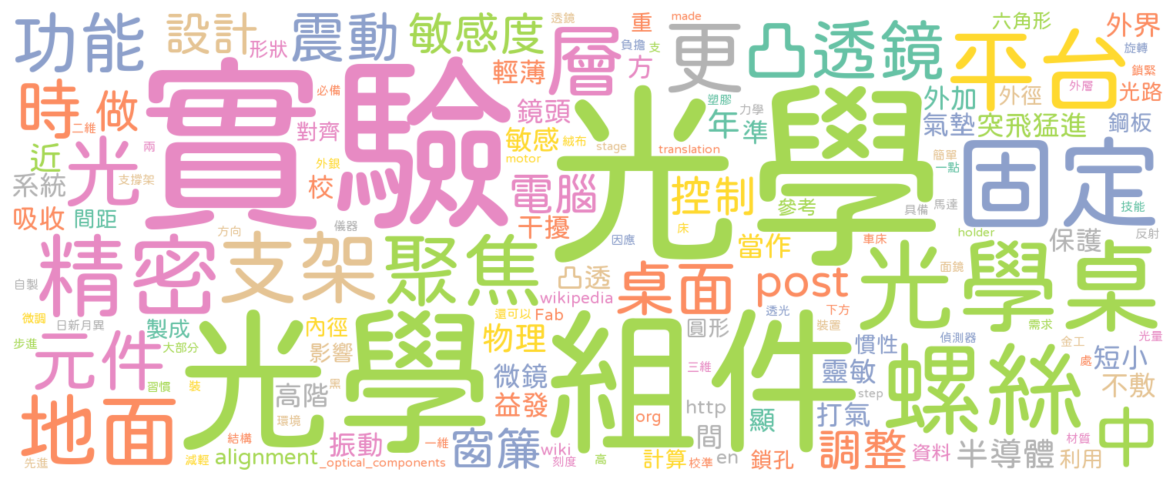 功能
設計
形狀
震動
敏感度
透鏡
層
負擔
支
重
方
made
更
凸透鏡
六角形
平台
外界
旋轉
鎖緊
外層
光路
時
做
二維
必備
實驗
輕薄
鏡頭
對齊
敏感
絨布
motor
塑膠
力學
年
準
stage
translation
光學
外加
外徑
氣墊
突飛猛進
鋼板
近
光
兩
系統
支撐架
外銀
校
電腦
控制
簡單
一點
固定
吸收
間距
干擾
參考
具備
馬達
技能
方向
儀器
因應
床
當作
車床
holder
保護
反射
精密
支架
聚焦
凸透
桌面
post
光學桌
面鏡
自製
wikipedia
微調
日新月異
製成
內徑
還可以
Fab
圓形
透光
下方
裝置
需求
步進
大部分
影響
物理
慣性
偵測器
金工
光量
元件
習慣
裝
高階
黑
光學組件
微鏡
三維
靈敏
螺絲
處
短小
不敷
環境
益發
org
http
step
打氣
顯
地面
結構
振動
一維
窗簾
wiki
間
中
先進
減輕
alignment
_optical_components
刻度
高
計算
校準
en
鎖孔
調整
資料
半導體
材質
利用